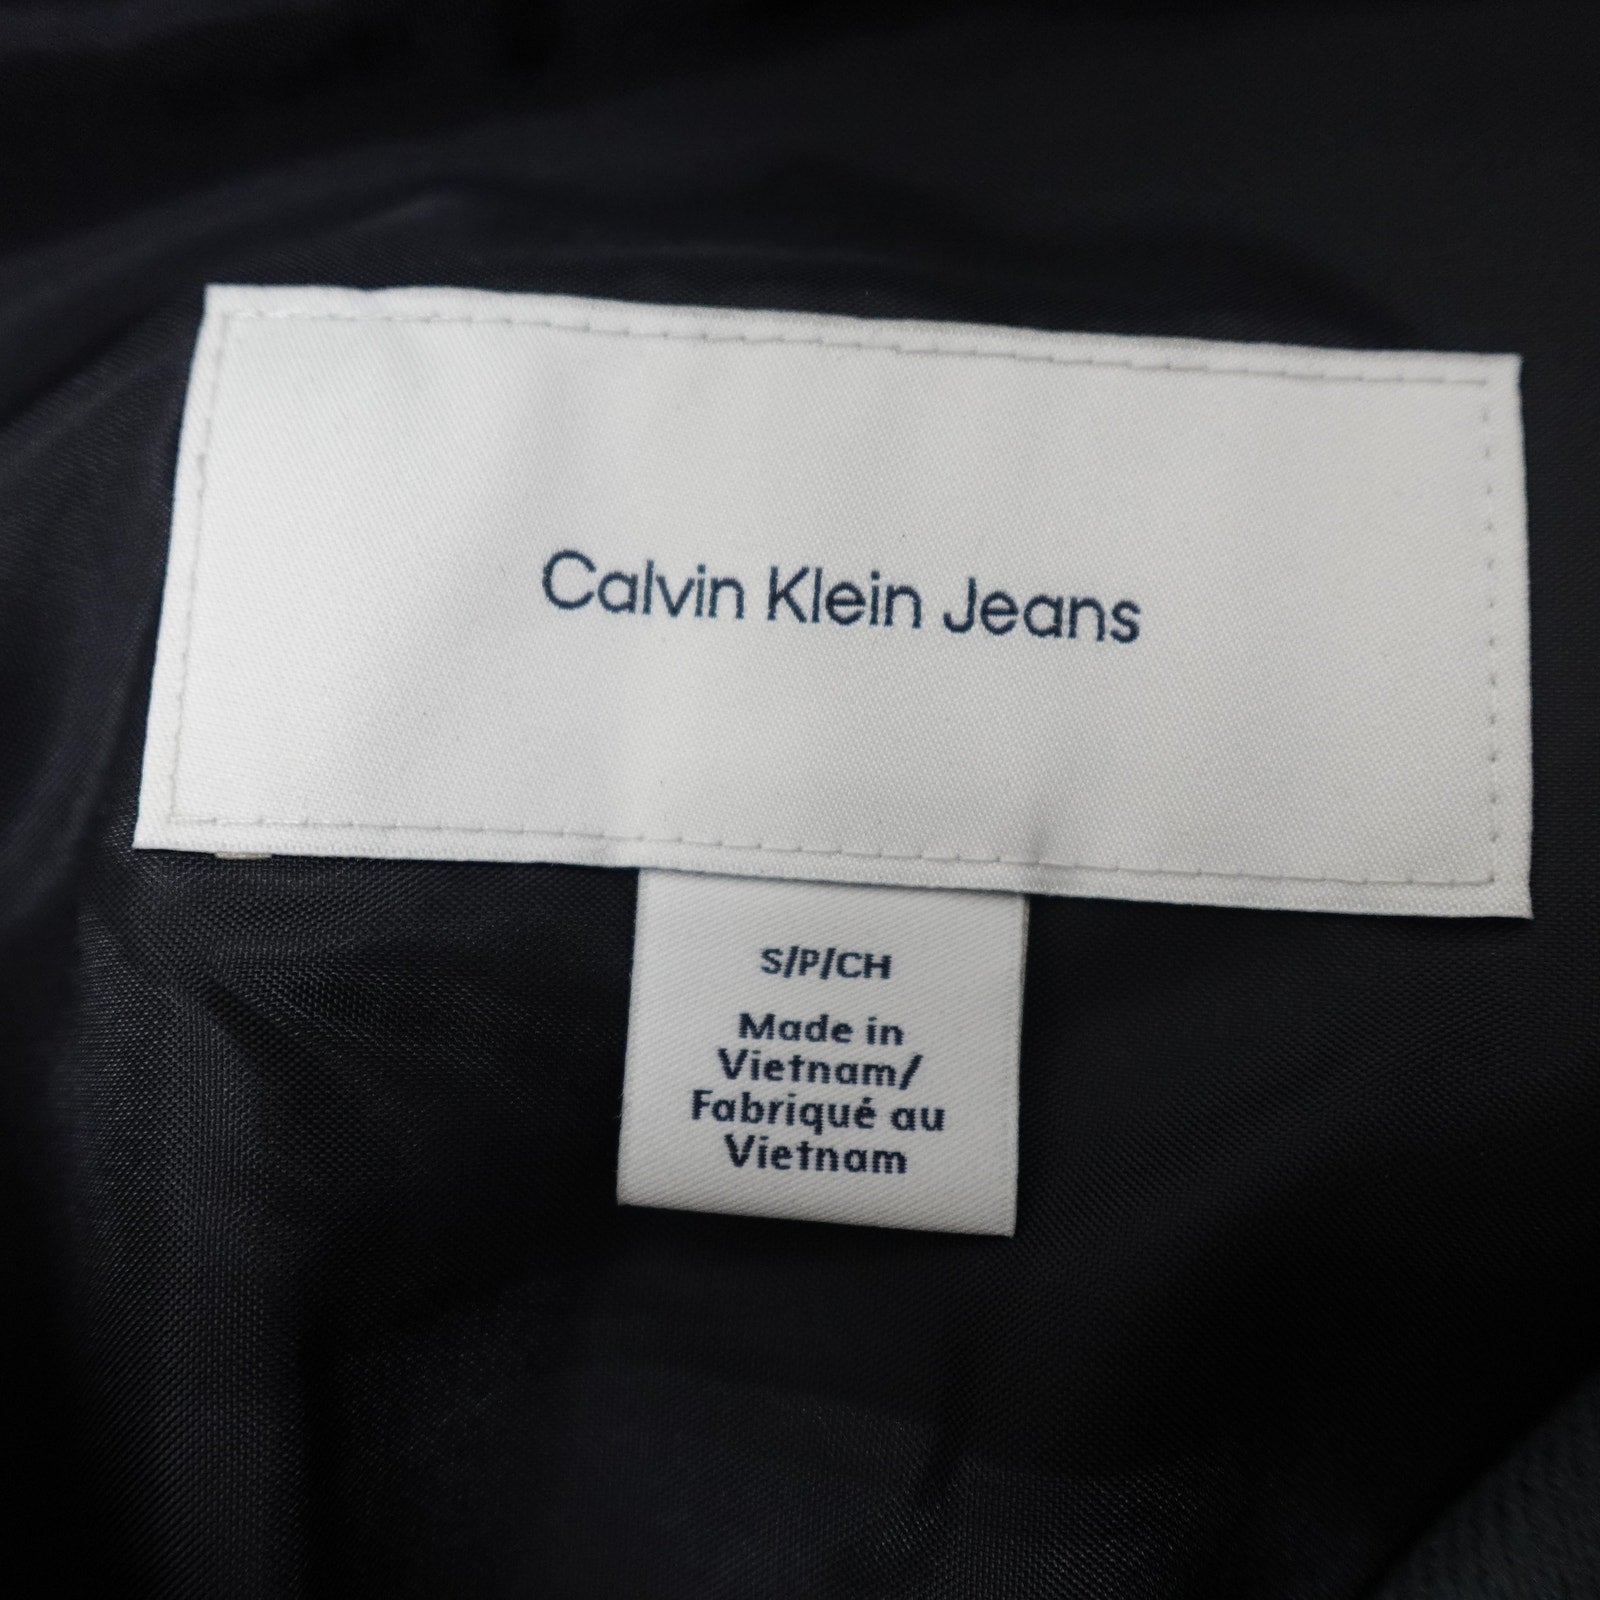 Calvin Klein Jeans
S/P/CH
Made in
Vietnam/
Fabriqué au
Vietnam